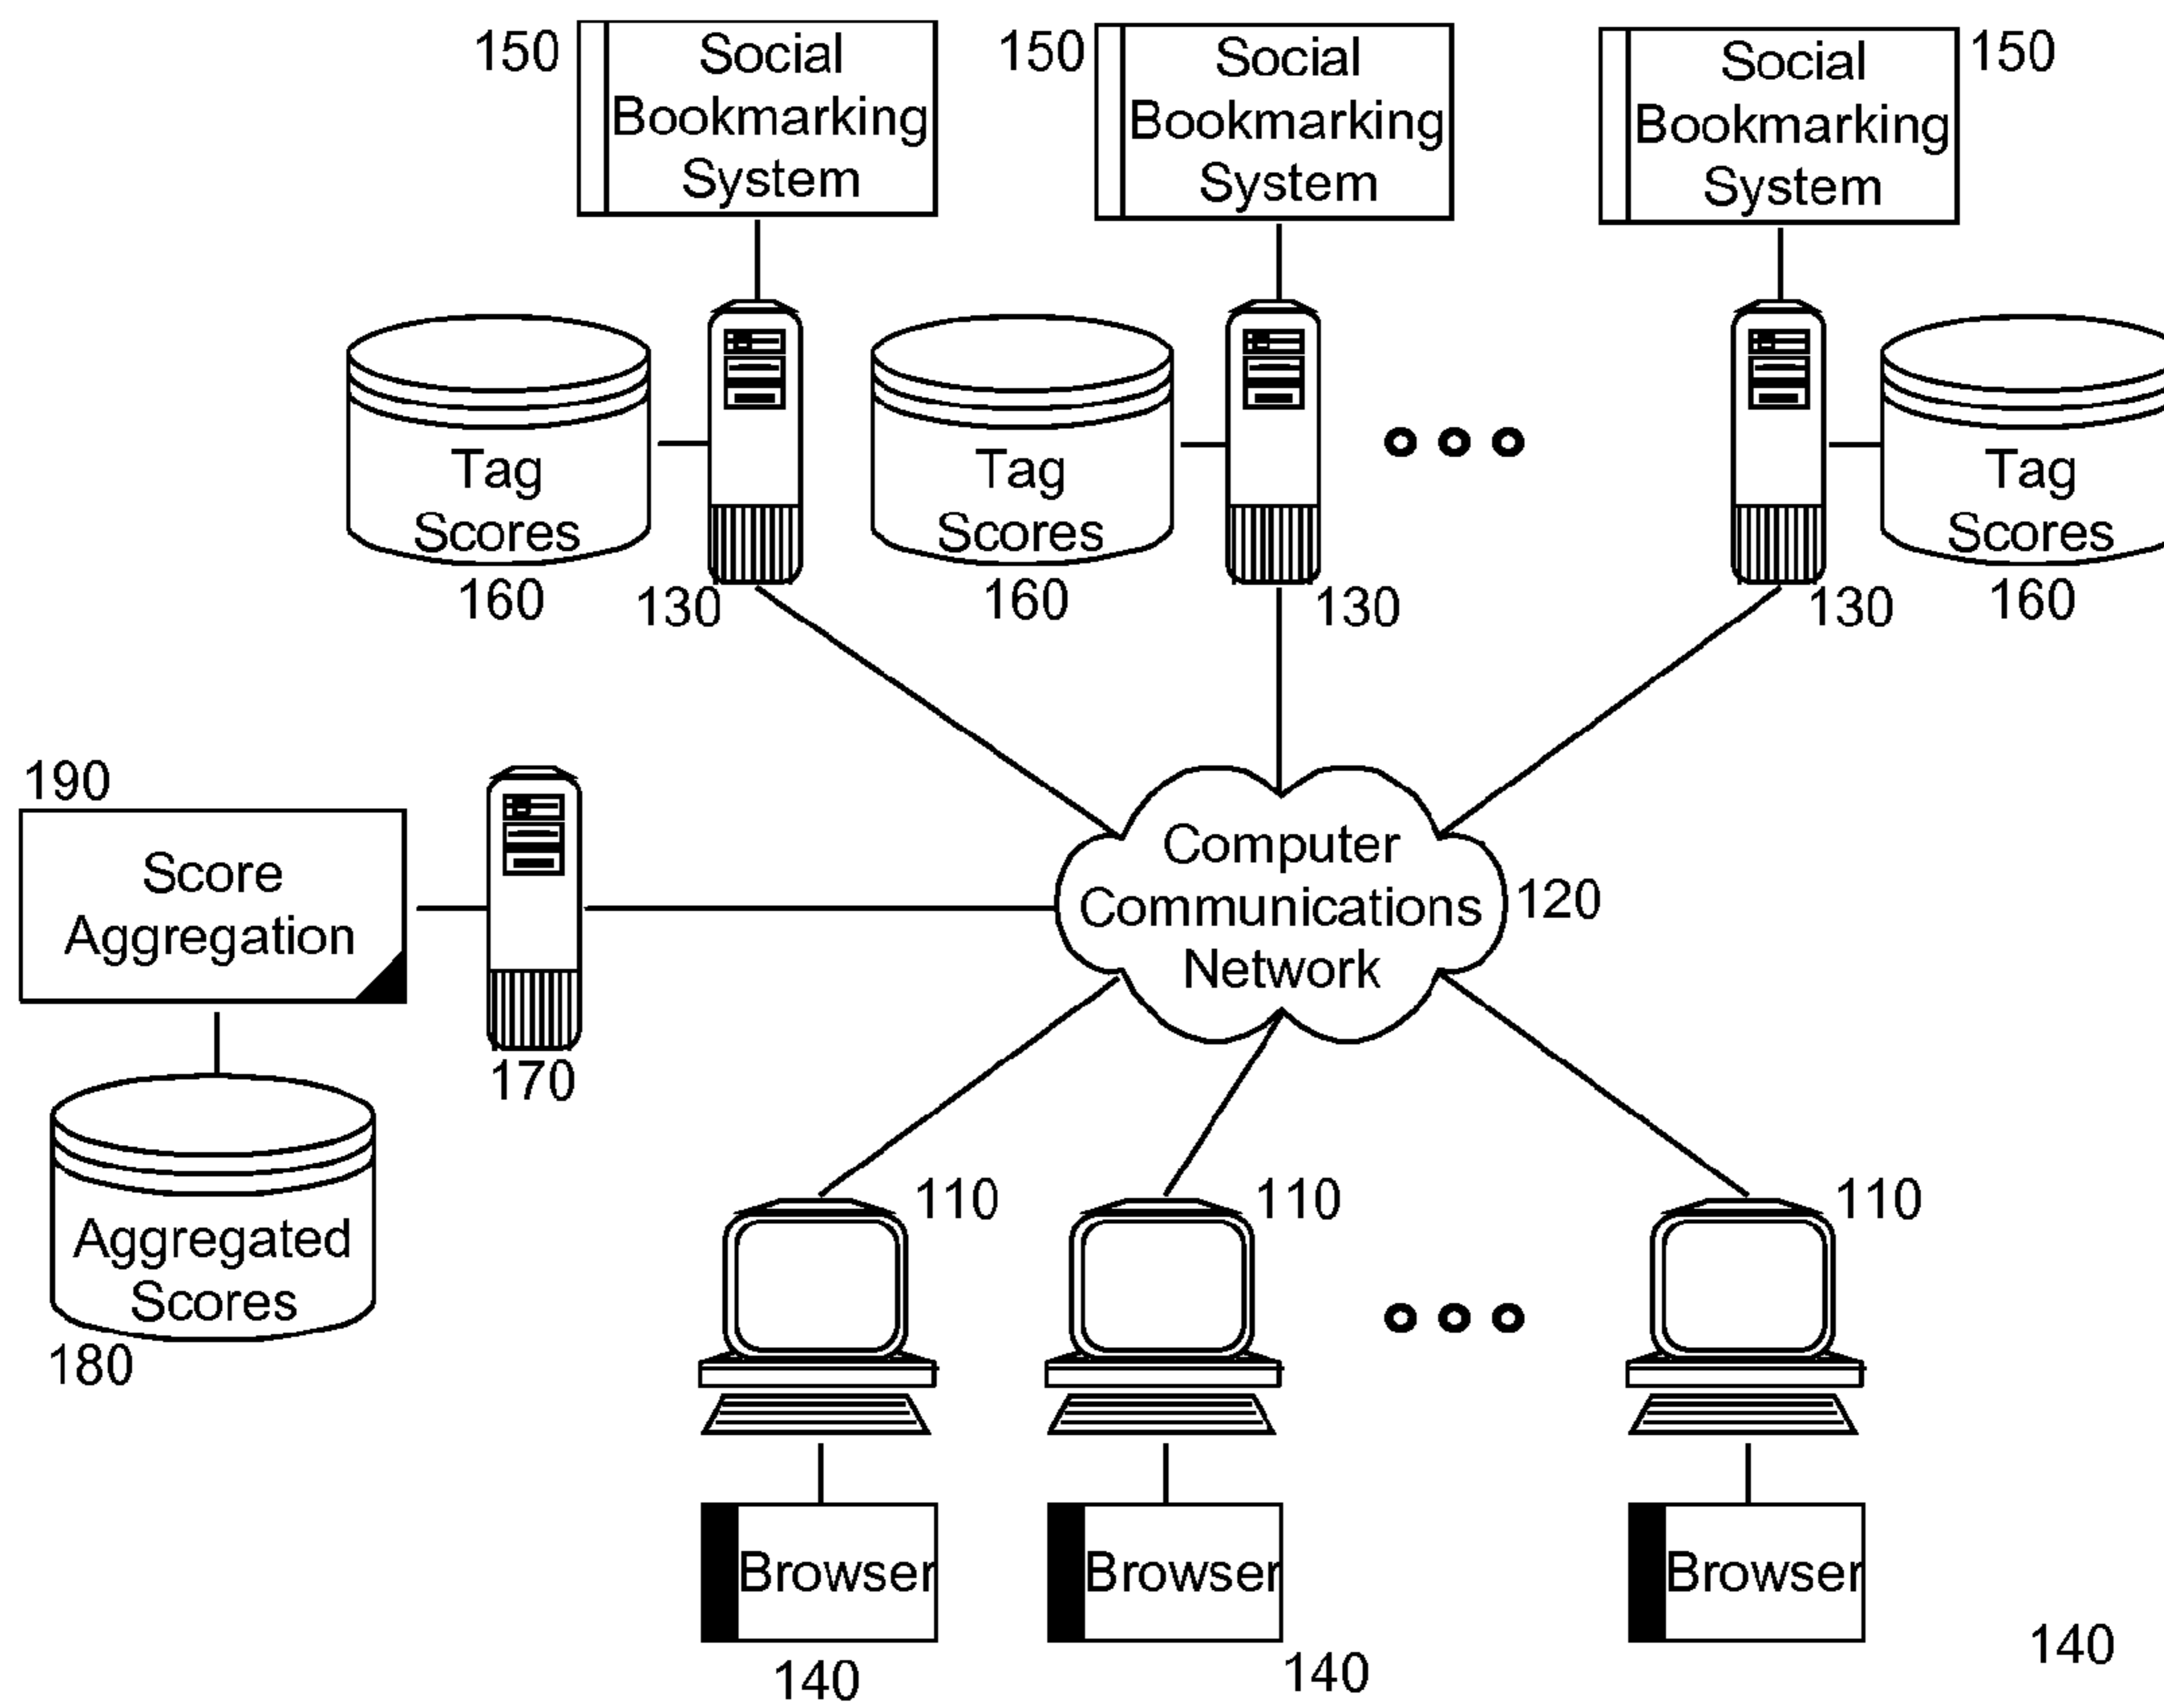 150
Social
Bookmarking
System
150
Social
Bookmarking
System
Social
Bookmarking
System
150
Tag
Scores
160
130
Tag
Scores
160
130
Tag
Scores
130
160
190
Score
Aggregation
170
Computer
Communications
Network
120
Aggregated
Scores
180
110
110
110
Browser
140
Browser
140
Browser
140